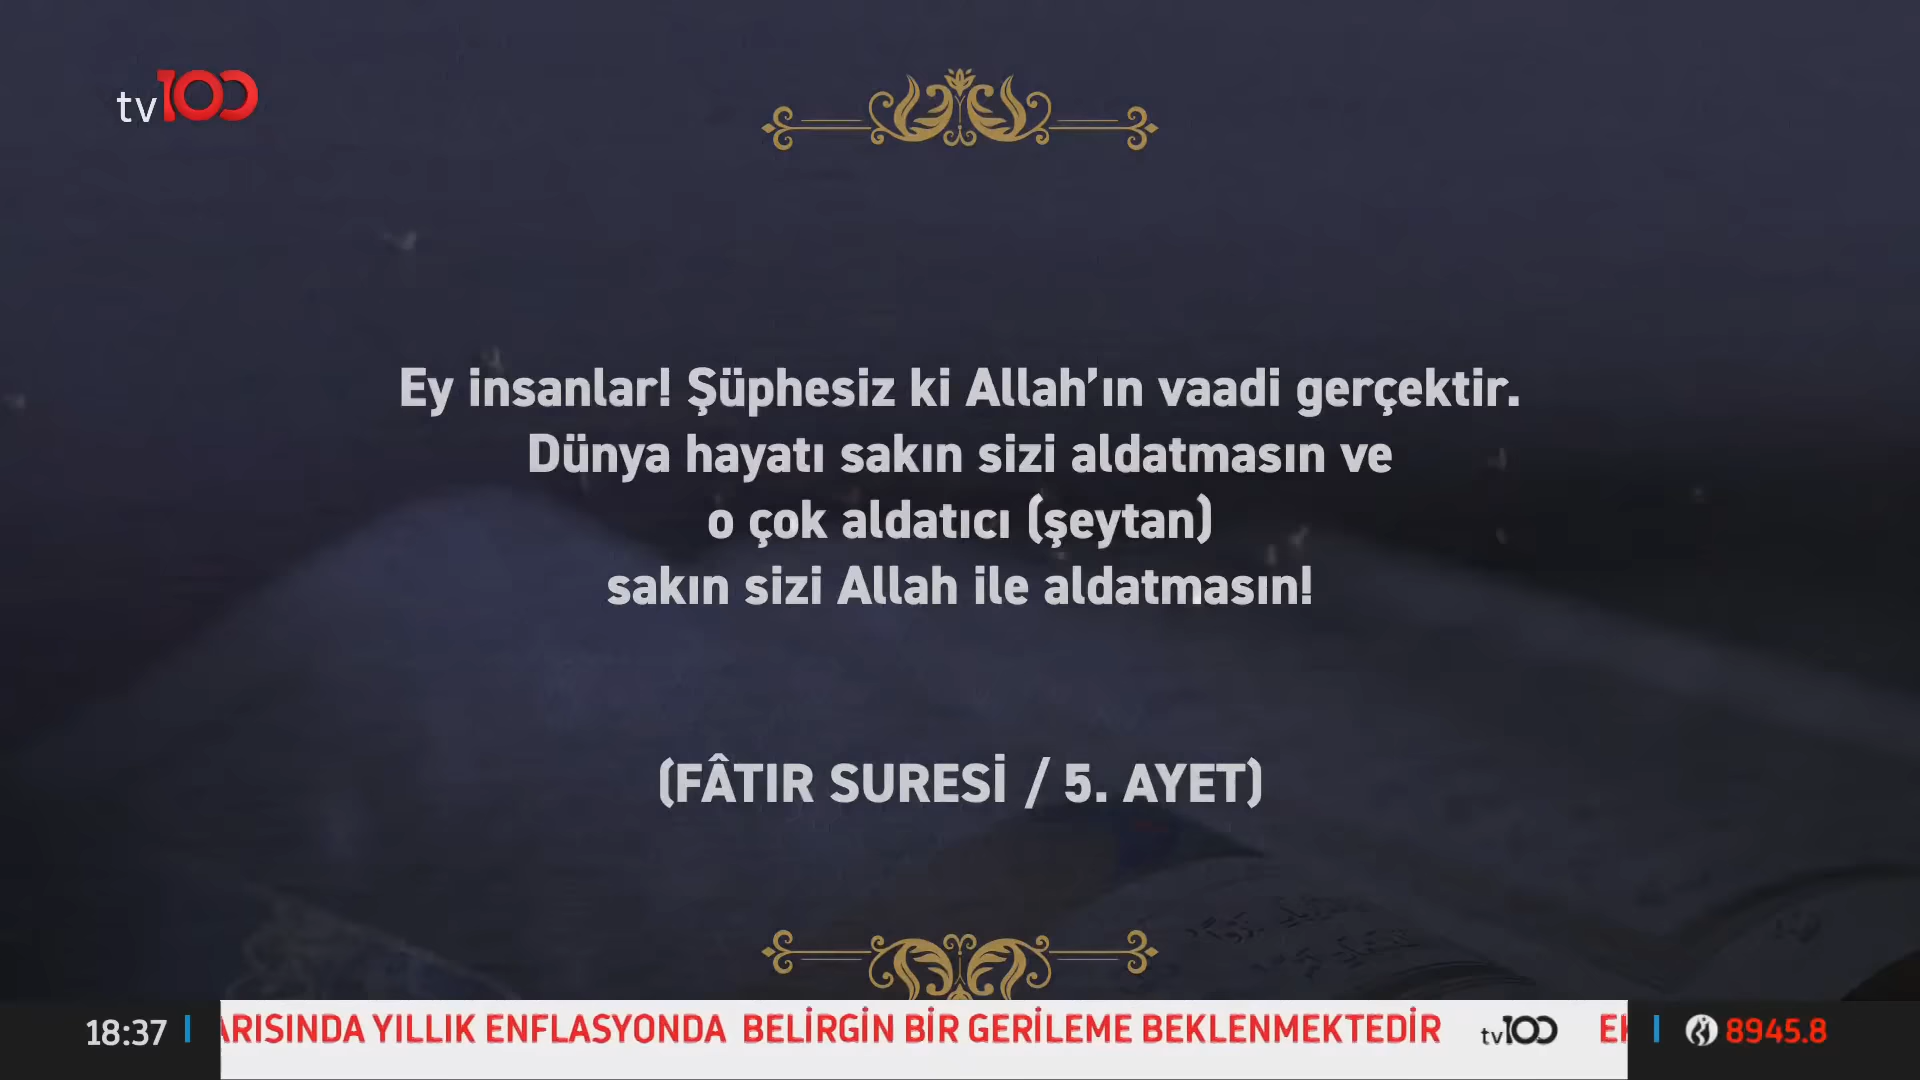 tv100
Ey insanlar! Şüphesiz ki Allah’ın vaadi gerçektir.
Dünya hayatı sakın sizi aldatmasın ve
o çok aldatıcı (şeytan)
sakın sizi Allah ile aldatmasın!
(FÂTIR SURESİ / 5. AYET)
18:37
YILLIK ENFLASYONDA BELİRGİN BİR GERİLEME BEKLENMEKTEDİR tv100
8945.8